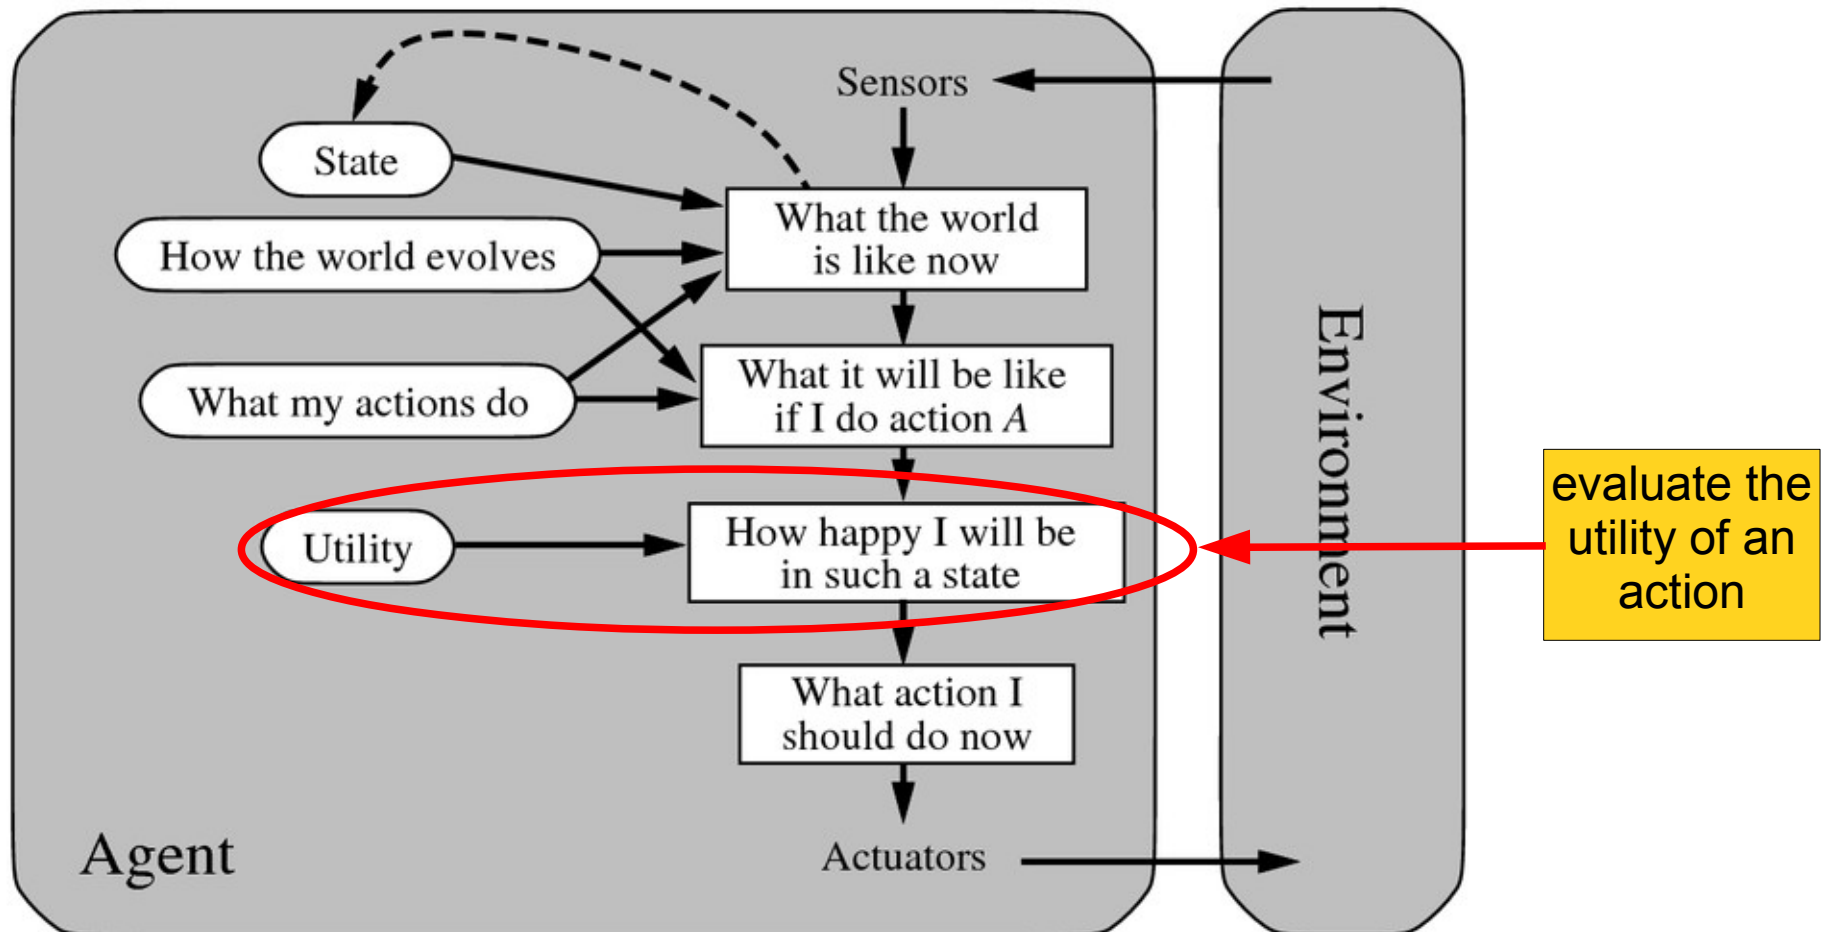 Sensors
State
What the world
is like now
How the world evolves
What it will be like
if I do action A
What my actions do
Utility
How happy I will be
in such a state
What action I
should do now
Agent
Actuators
Environment
evaluate the
utility of an
action